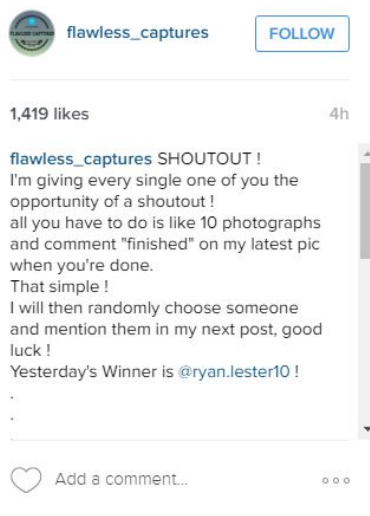 flawless_captures
FOLLOW
1,419 likes
4h
flawless_captures SHOUTOUT !
I'm giving every single one of you the
opportunity of a shoutout !
all you have to do is like 10 photographs
and comment "finished" on my latest pic
when you're done.
That simple !
I will then randomly choose someone
and mention them in my next post, good
luck !
Yesterday's Winner is @ryan.lester10 !
.
.
.
Add a comment...